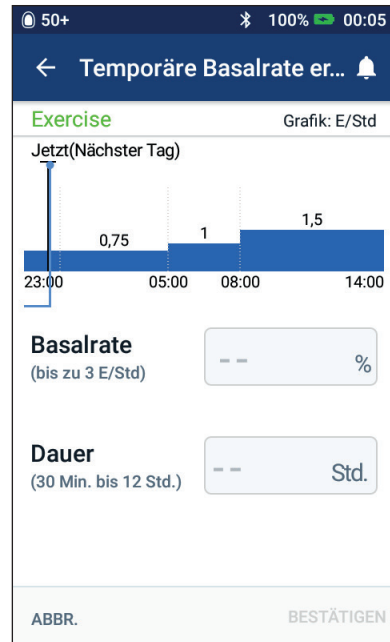 50+ 100% 00:05
Temporäre Basalrate er...
Exercise Grafik: E/Std
Jetzt(Nächster Tag)
0,75 1 1,5
23:00 05:00 08:00 14:00
Basalrate
(bis zu 3 E/Std)
-- %
Dauer
(30 Min. bis 12 Std.)
-- Std.
ABBR. BESTÄTIGEN